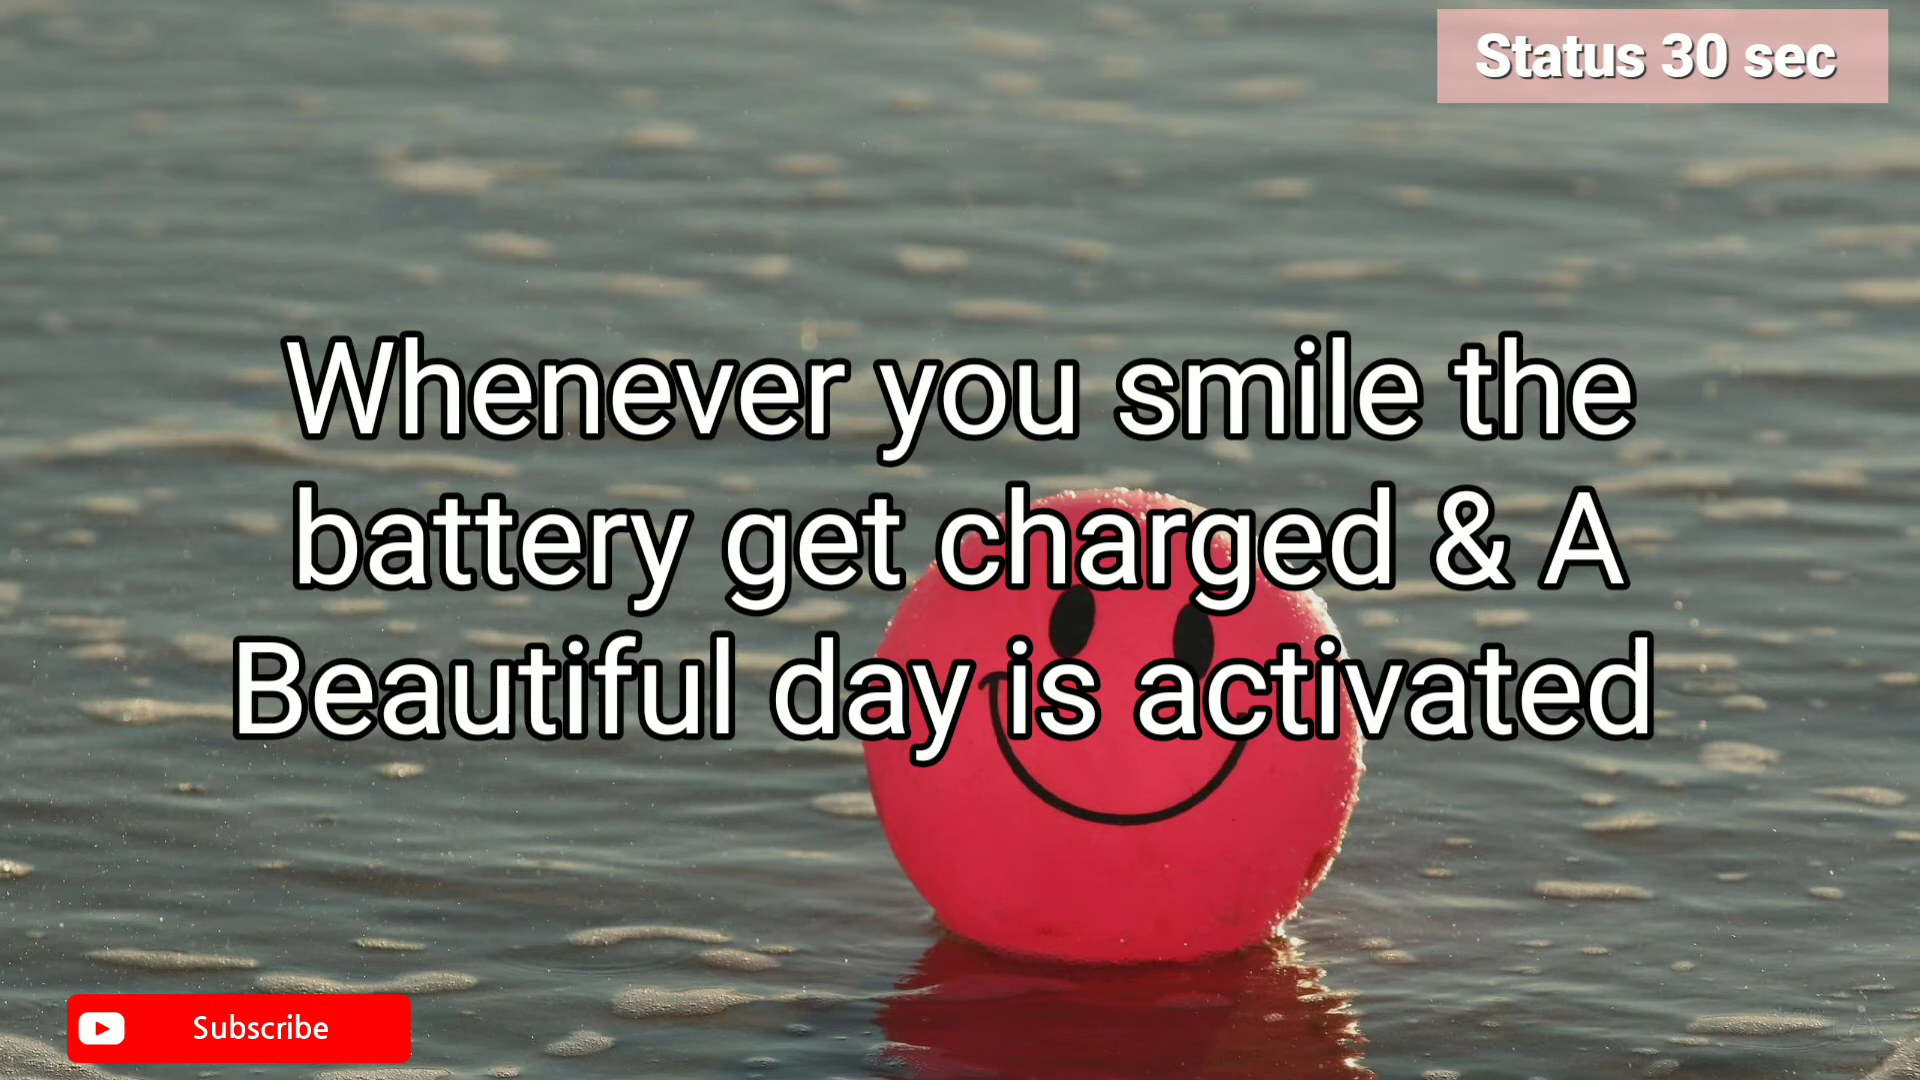 Status 30 sec
Whenever you smile the
battery get charged & A
Beautiful day is activated
Subscribe